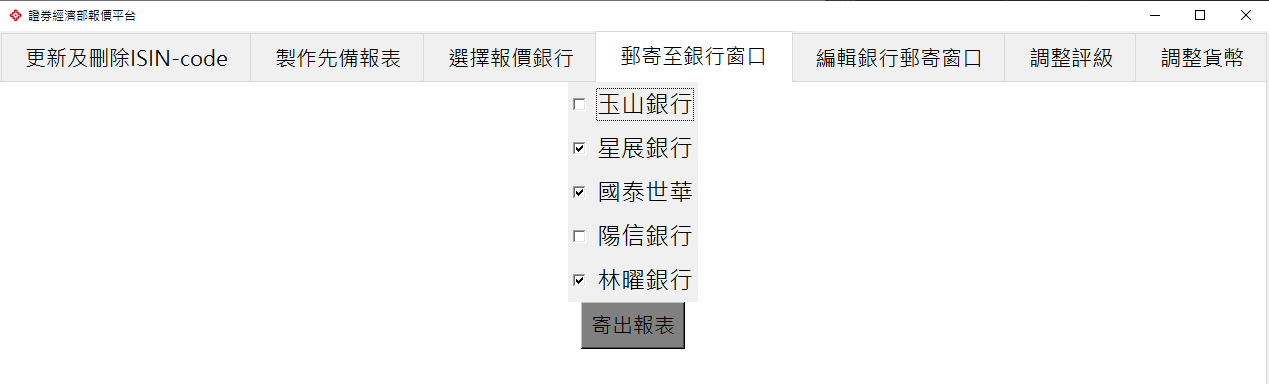 證券經濟部報價平台
更新及刪除ISIN-code 製作先備報表 選擇報價銀行 郵寄至銀行窗口 編輯銀行郵寄窗口 調整評級 調整貨幣
玉山銀行
星展銀行
國泰世華
陽信銀行
林曜銀行
寄出報表